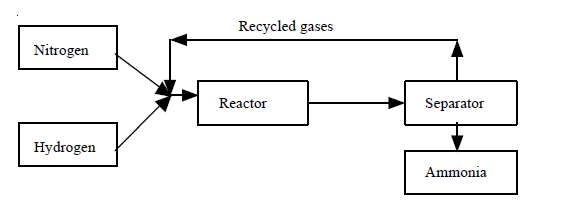 Recycled gases
Nitrogen
Reactor
Separator
Hydrogen
Ammonia